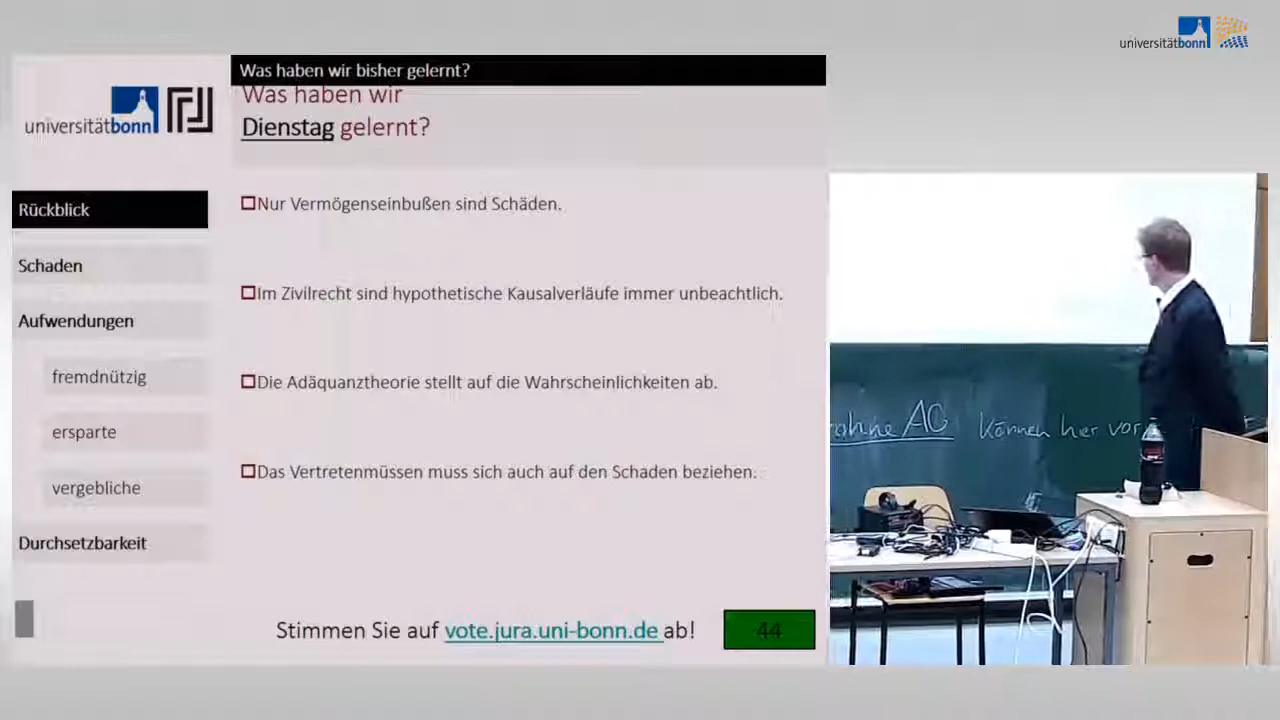 universitätbonn
Was haben wir bisher gelernt?
Was haben wir
Dienstag gelernt?
universitätbonn
Rückblick
Schaden
Aufwendungen
fremdnützig
ersparte
vergebliche
Durchsetzbarkeit
Nur Vermögenseinbußen sind Schäden.
Im Zivilrecht sind hypothetische Kausalverläufe immer unbeachtlich.
Die Adäquanztheorie stellt auf die Wahrscheinlichkeiten ab.
Das Vertretenmüssen muss sich auch auf den Schaden beziehen.
Stimmen Sie auf vote.jura.uni-bonn.de ab!
44
ohne AG können hier vor